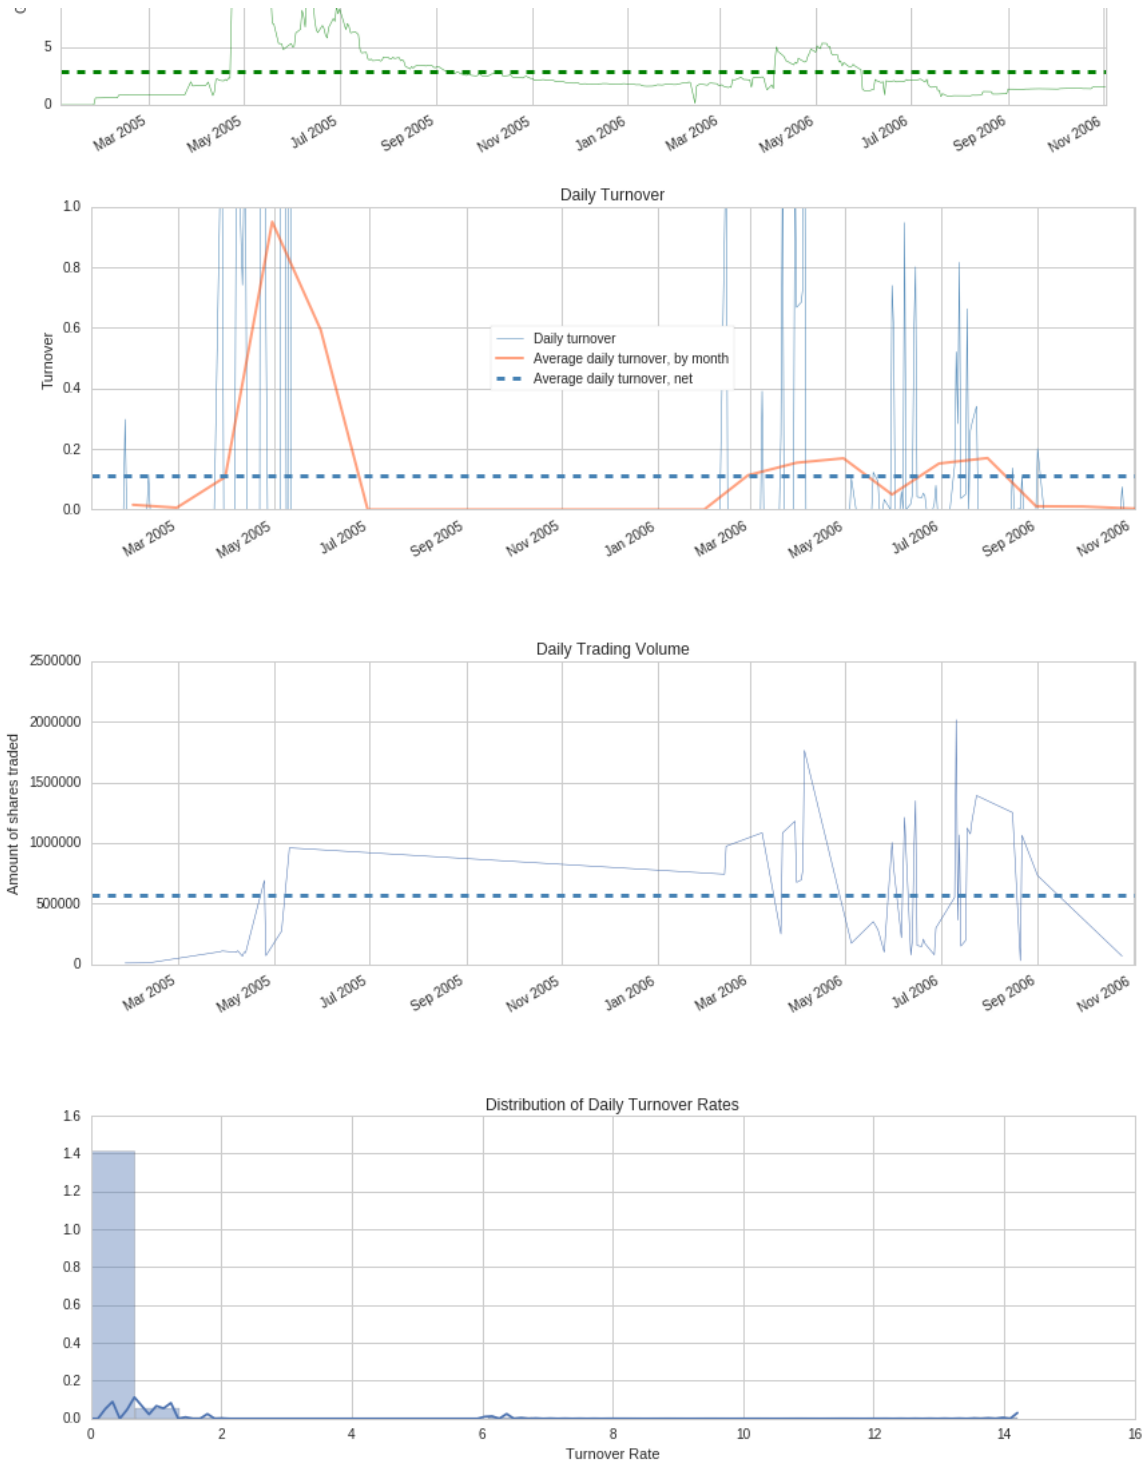 5
0
Mar 2005 May 2005 Jul 2005 Sep 2005 Nov 2005 Jan 2006 Mar 2006 May 2006 Jul 2006 Sep 2006 Nov 2006
Daily Turnover
1.0
0.8
0.6
0.4
0.2
0.0
Turnover
Daily turnover
Average daily turnover, by month
Average daily turnover, net
Mar 2005 May 2005 Jul 2005 Sep 2005 Nov 2005 Jan 2006 Mar 2006 May 2006 Jul 2006 Sep 2006 Nov 2006
Daily Trading Volume
2500000
2000000
1500000
1000000
500000
0
Amount of shares traded
Mar 2005 May 2005 Jul 2005 Sep 2005 Nov 2005 Jan 2006 Mar 2006 May 2006 Jul 2006 Sep 2006 Nov 2006
Distribution of Daily Turnover Rates
1.6
1.4
1.2
1.0
0.8
0.6
0.4
0.2
0.0
0 2 4 6 8 10 12 14 16
Turnover Rate